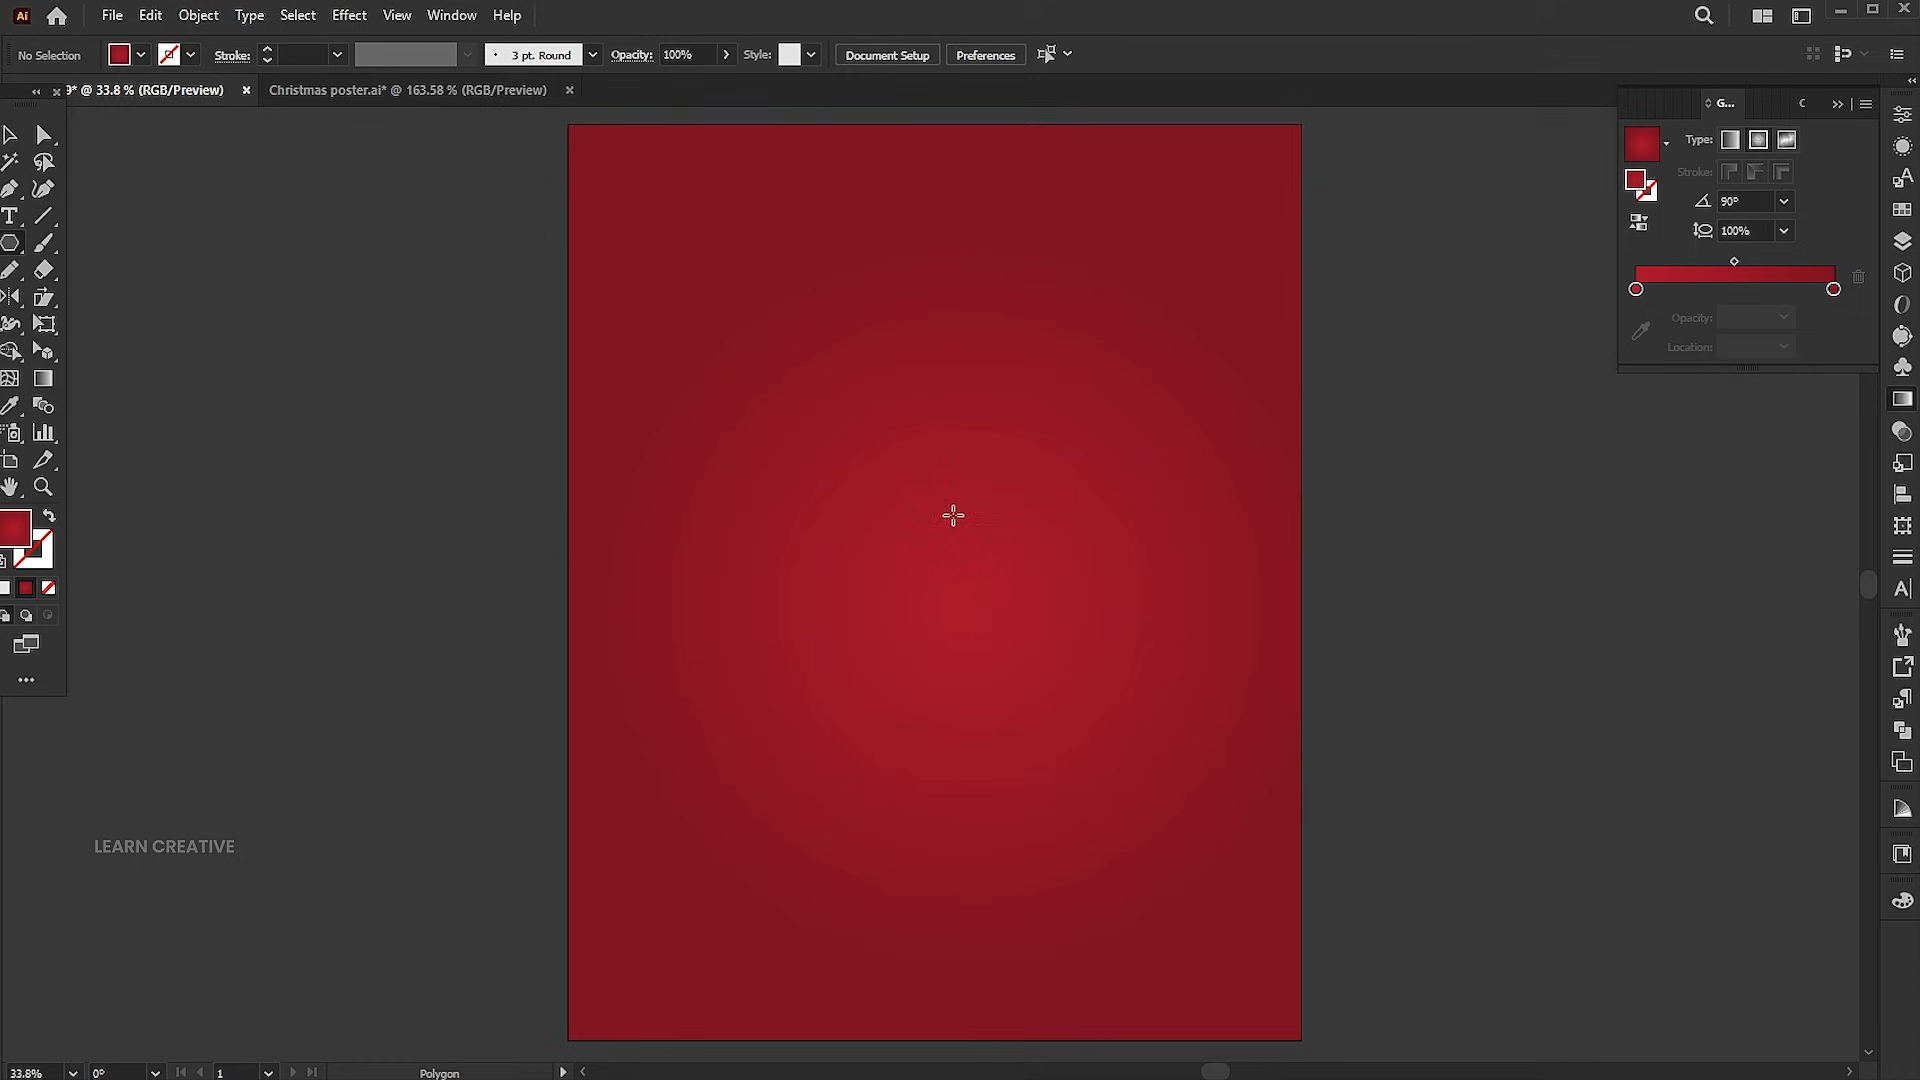 Ai File Edit Object Type Select Effect View Window Help
No Selection Stroke: 3 pt. Round Opacity: 100% Style: Document Setup Preferences
9* @ 33.8 % (RGB/Preview) × Christmas poster.ai* @ 163.58 % (RGB/Preview) ×
G... C
Type:
Stroke:
90°
100%
Opacity:
Location:
LEARN CREATIVE
33.8% 0° 1 Polygon